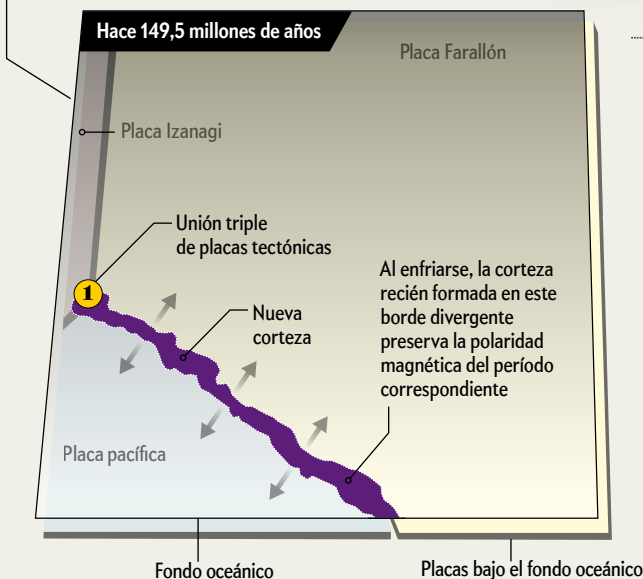 Hace 149,5 millones de años
Placa Farallón
Placa Izanagi
Unión triple
de placas tectónicas
1
Nueva
corteza
Al enfriarse, la corteza
recién formada en este
borde divergente
preserva la polaridad
magnética del período
correspondiente
Placa pacífica
Fondo oceánico
Placas bajo el fondo oceánico